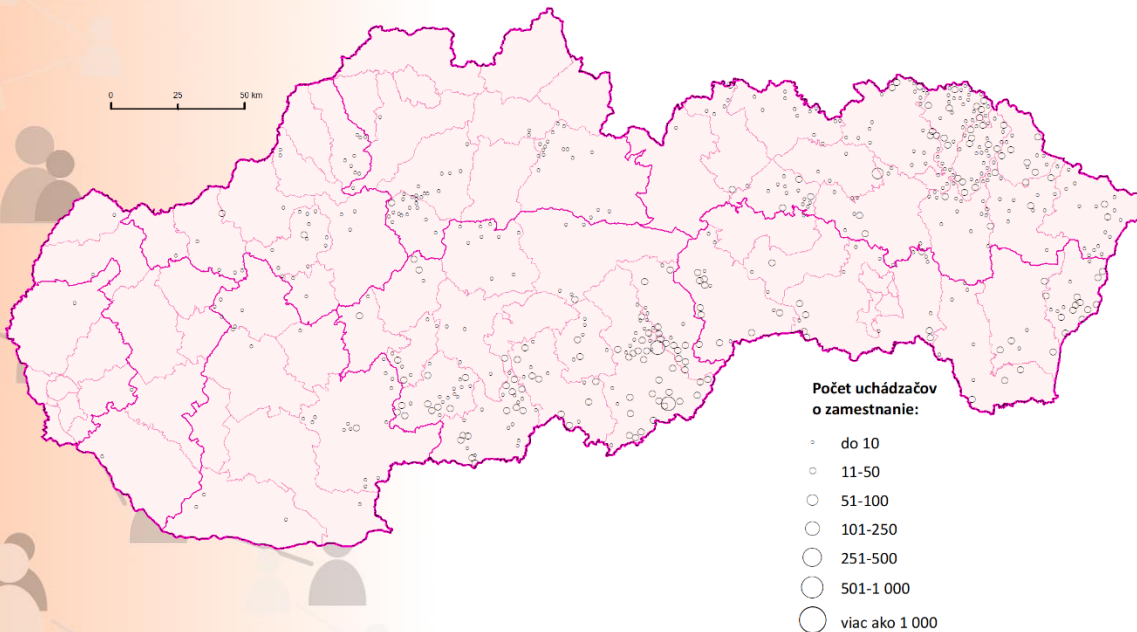 0 25 50 km
Počet uchádzačov
o zamestnanie:
do 10
11-50
51-100
101-250
251-500
501-1 000
viac ako 1 000